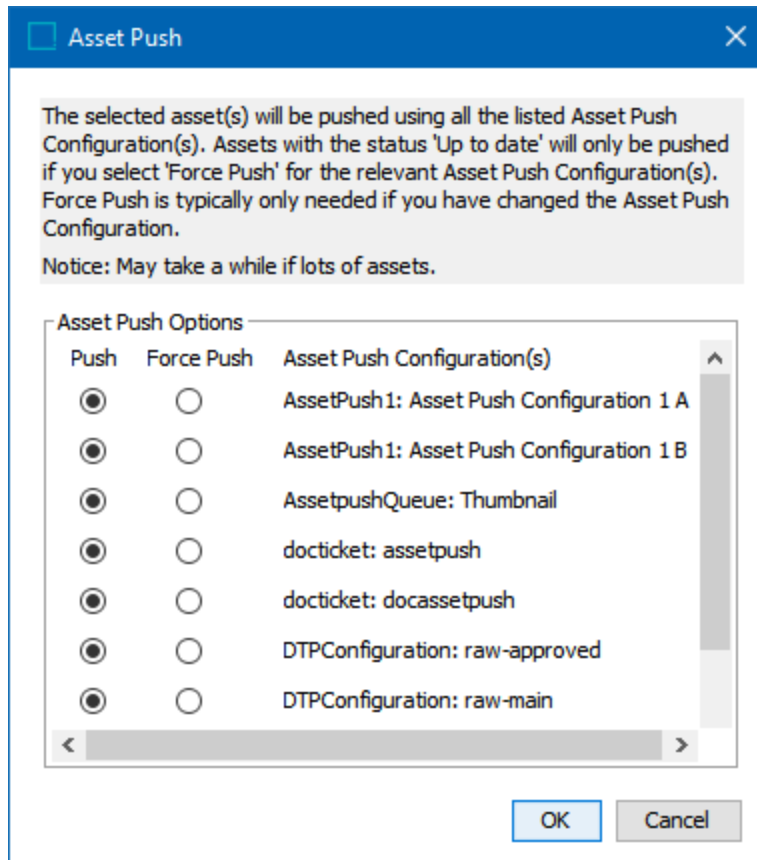 Asset Push
The selected asset(s) will be pushed using all the listed Asset Push
Configuration(s). Assets with the status 'Up to date' will only be pushed
if you select 'Force Push' for the relevant Asset Push Configuration(s).
Force Push is typically only needed if you have changed the Asset Push
Configuration.
Notice: May take a while if lots of assets.
Asset Push Options
Push Force Push Asset Push Configuration(s)
AssetPush1: Asset Push Configuration 1 A
AssetPush1: Asset Push Configuration 1 B
AssetpushQueue: Thumbnail
docticket: assetpush
docticket: docassetpush
DTPConfiguration: raw-approved
DTPConfiguration: raw-main
OK Cancel